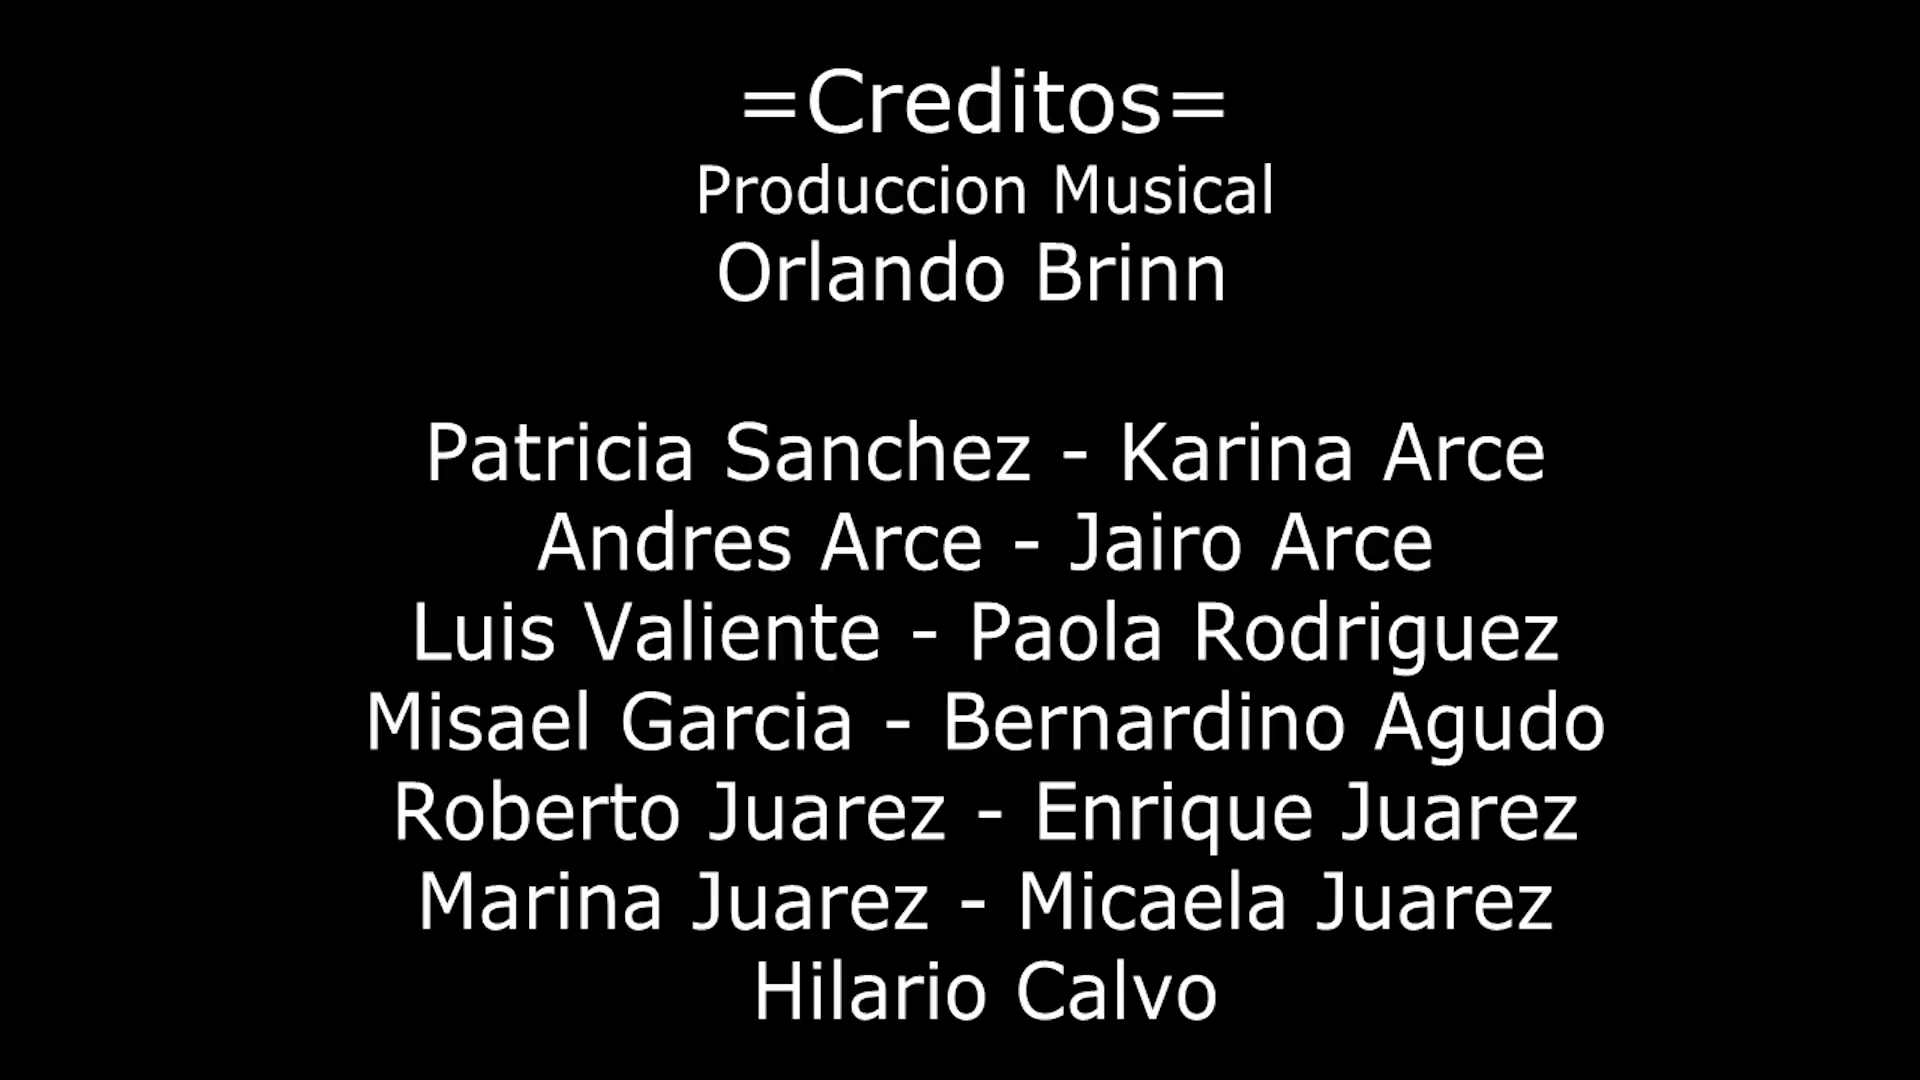 =Creditos=
Produccion Musical
Orlando Brinn
Patricia Sanchez - Karina Arce
Andres Arce - Jairo Arce
Luis Valiente - Paola Rodriguez
Misael Garcia - Bernardino Agudo
Roberto Juarez - Enrique Juarez
Marina Juarez - Micaela Juarez
Hilario Calvo